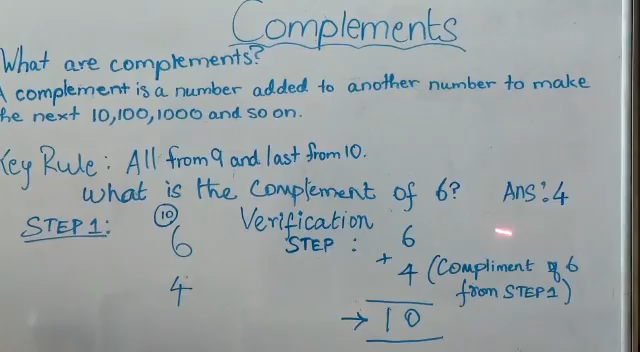 Complements
What are complements?
A complement is a number added to another number to make
the next 10,100,1000 and so on.
Key Rule: All from 9 and last from 10.
What is the complement of 6? Ans: 4
STEP 1: 10 Verification
6 STEP : 6
4 + 4 (Compliment of 6
from STEP 1)
→ 10